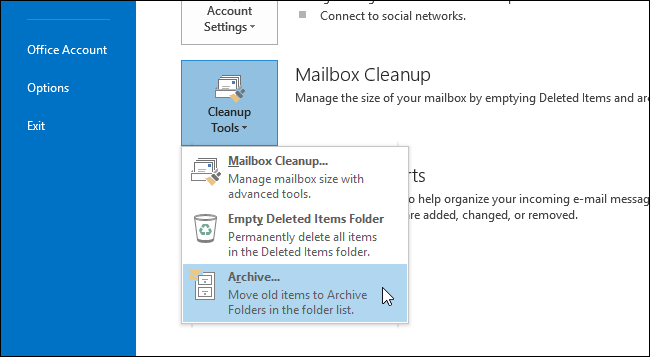 Account
Settings
Connect to social networks.
Office Account
Options
Exit
Cleanup
Tools
Mailbox Cleanup
Manage the size of your mailbox by emptying Deleted Items and
Mailbox Cleanup...
Manage mailbox size with
advanced tools.
Empty Deleted Items Folder
Permanently delete all items
in the Deleted Items folder.
Archive...
Move old items to Archive
Folders in the folder list.
to help organize your incoming e-mail
are added, changed, or removed.